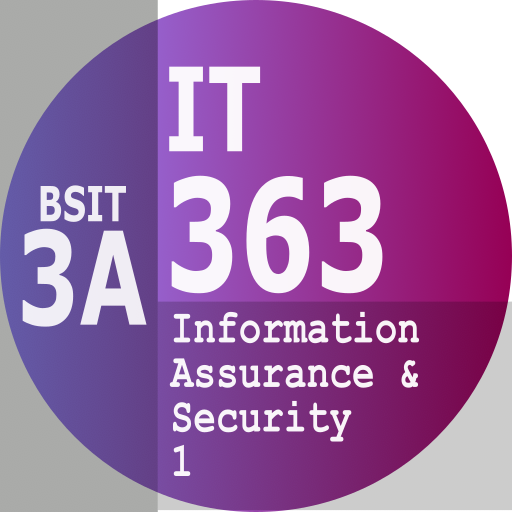 BSIT
3A
IT
363
Information
Assurance &
Security
1